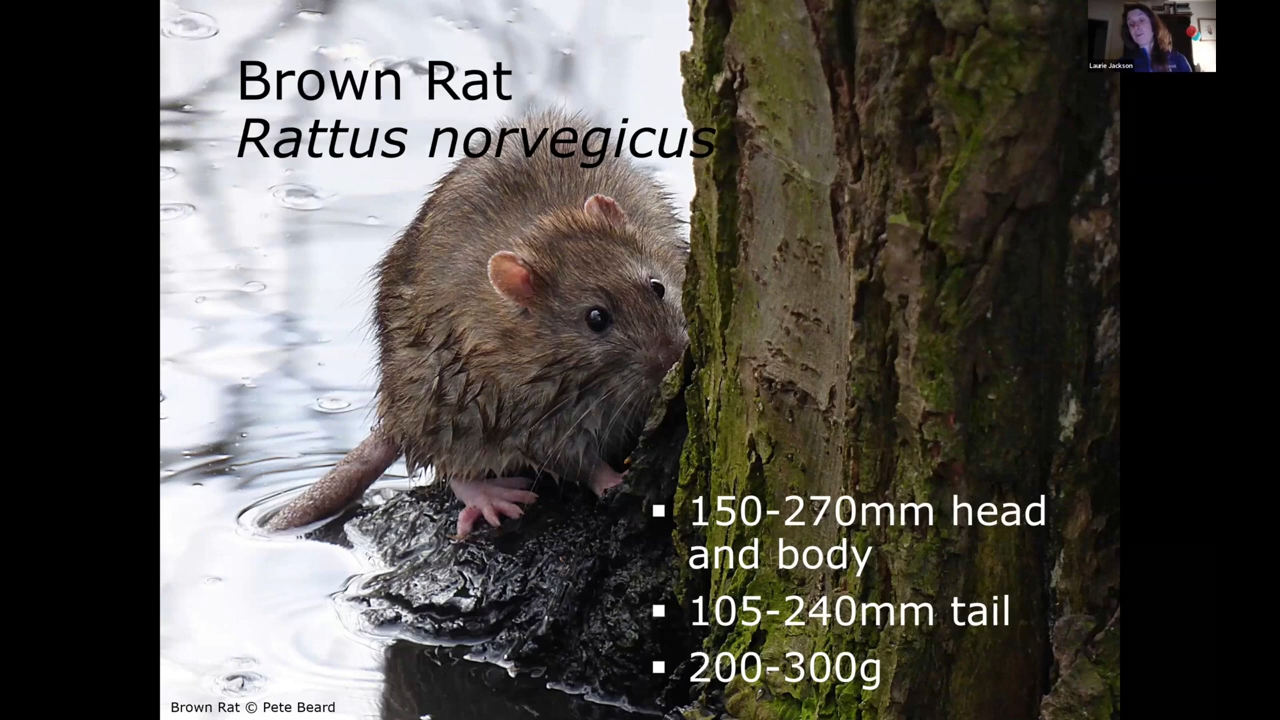 Brown Rat
Rattus norvegicus
Laurie Jackson
▪ 150-270mm head
and body
▪ 105-240mm tail
▪ 200-300g
Brown Rat © Pete Beard